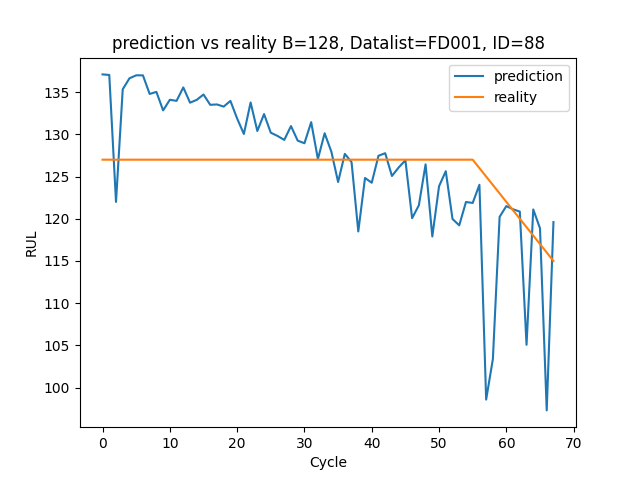 prediction vs reality B=128, Datalist=FD001, ID=88
prediction
reality
RUL
135
130
125
120
115
110
105
100
0 10 20 30 40 50 60 70
Cycle